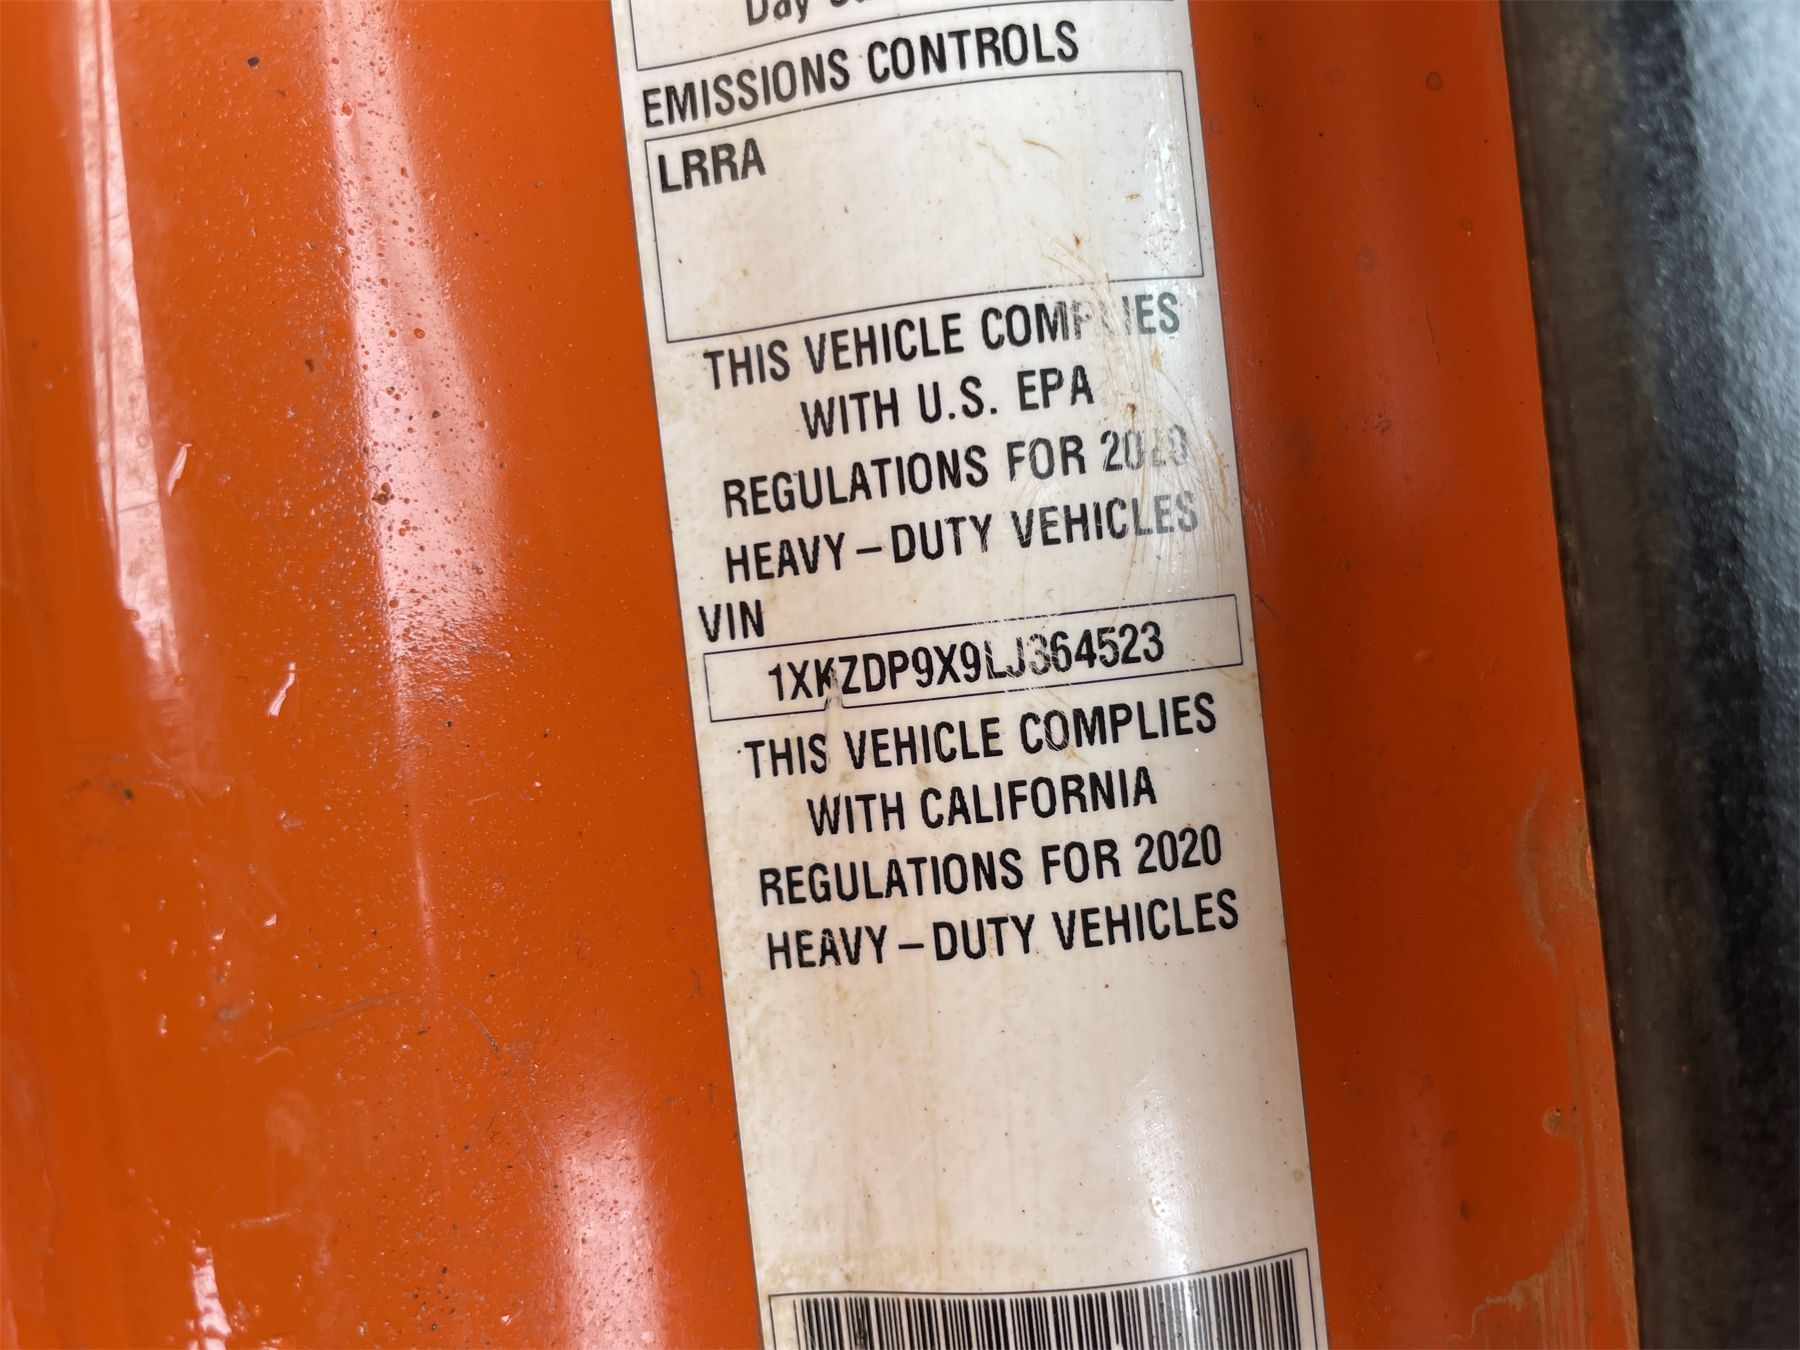 Day
EMISSIONS CONTROLS
LRRA
THIS VEHICLE COMPLIES
WITH U.S. EPA
REGULATIONS FOR 2020
HEAVY-DUTY VEHICLES
VIN
1XKZDP9X9LJ364523
THIS VEHICLE COMPLIES
WITH CALIFORNIA
REGULATIONS FOR 2020
HEAVY-DUTY VEHICLES